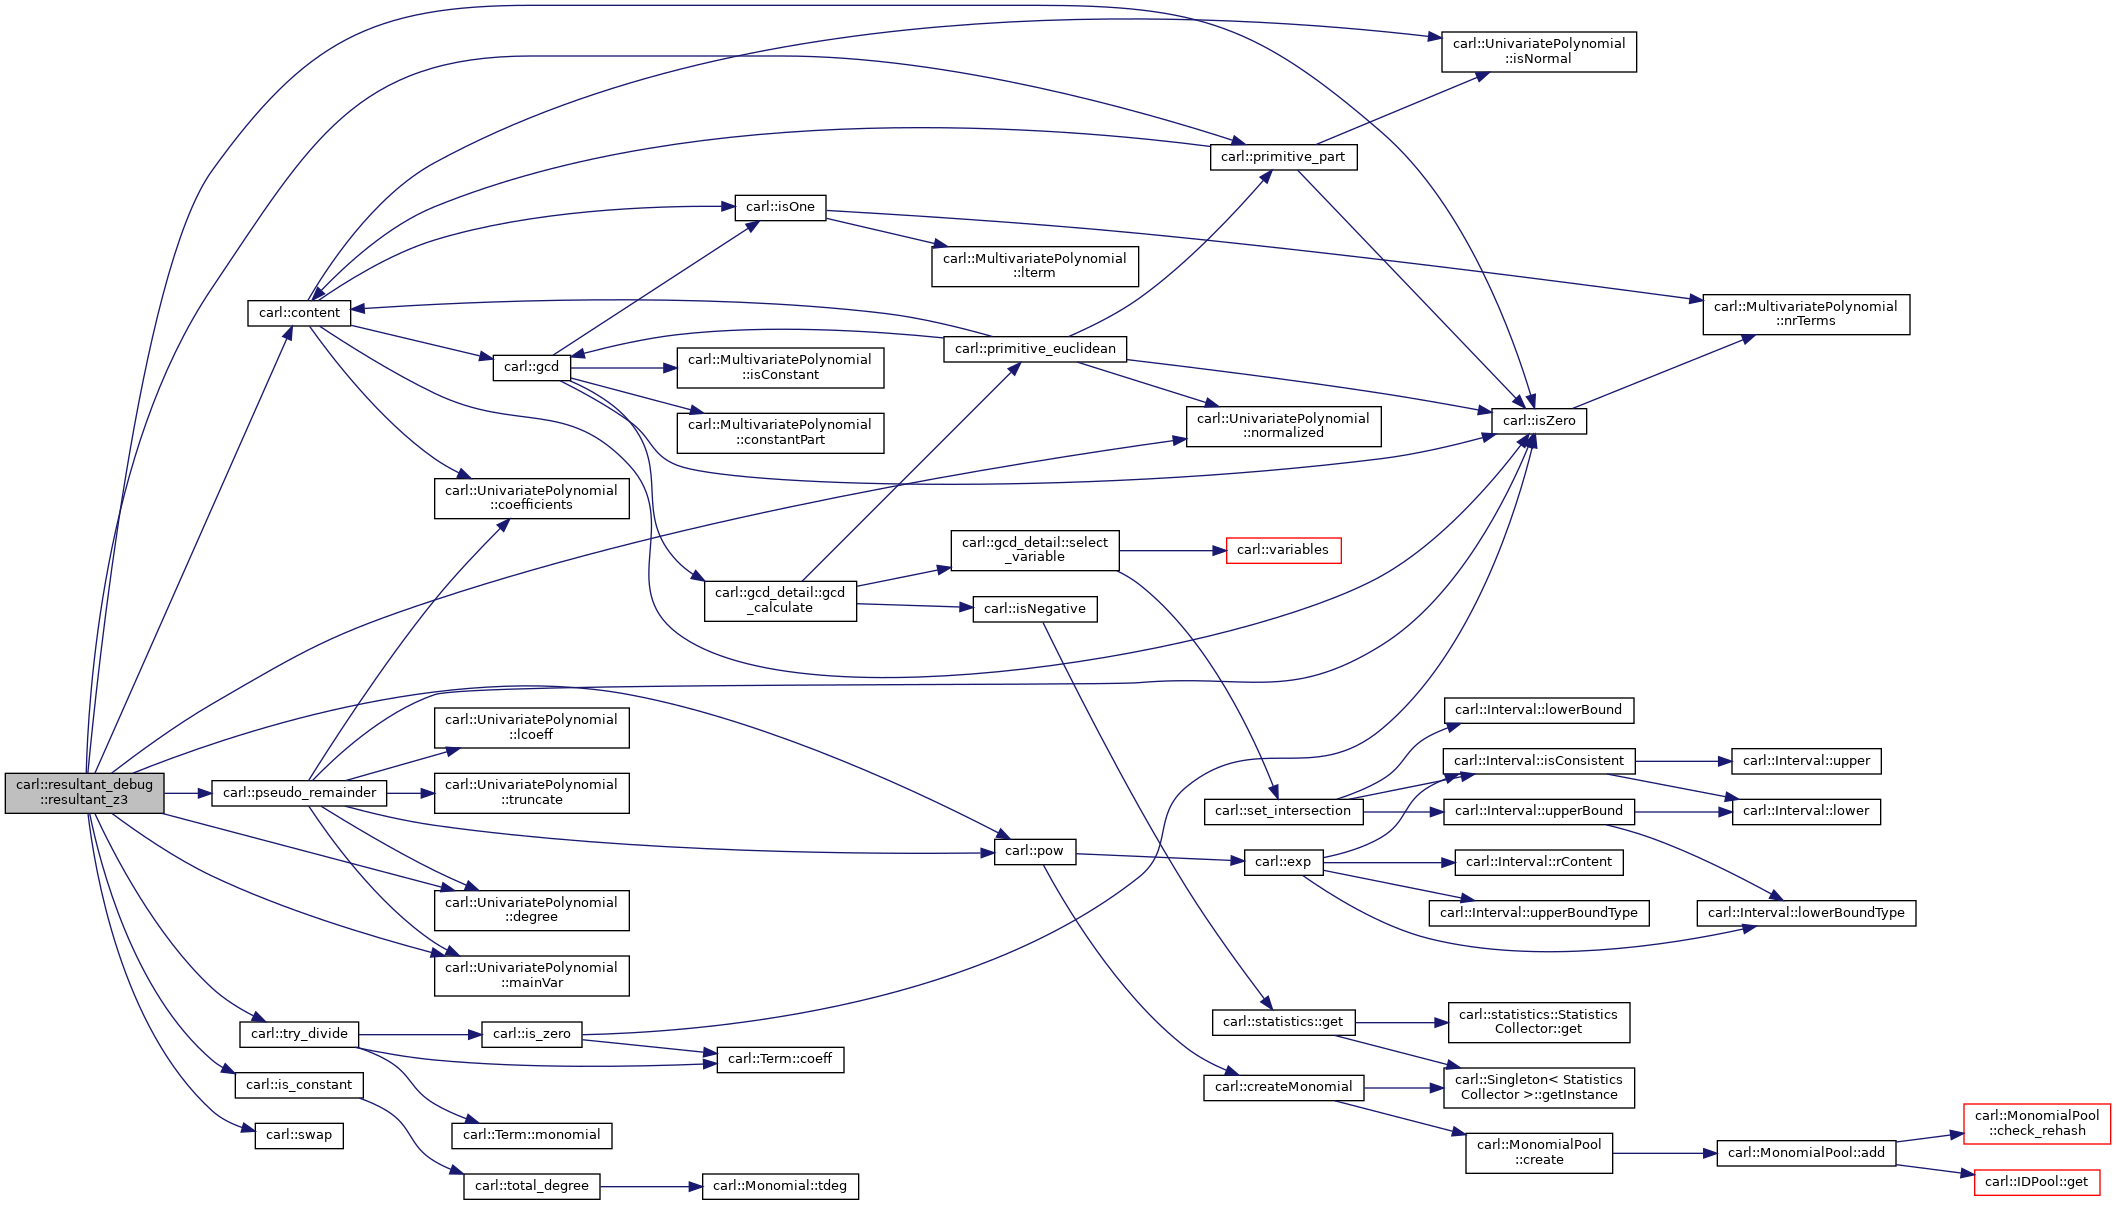 carl::UnivariatePolynomial
::isNormal
carl::primitive_part
carl::isOne
carl::MultivariatePolynomial
::lterm
carl::content
carl::MultivariatePolynomial
::nrTerms
carl::gcd
carl::MultivariatePolynomial
::isConstant
carl::primitive_euclidean
carl::MultivariatePolynomial
::constantPart
carl::UnivariatePolynomial
::normalized
carl::isZero
carl::UnivariatePolynomial
::coefficients
carl::gcd_detail::select
_variable
carl::variables
carl::gcd_detail::gcd
_calculate
carl::isNegative
carl::UnivariatePolynomial
::lcoeff
carl::Interval::lowerBound
carl::resultant_debug
::resultant_z3
carl::pseudo_remainder
carl::UnivariatePolynomial
::truncate
carl::Interval::isConsistent
carl::Interval::upper
carl::set_intersection
carl::Interval::upperBound
carl::Interval::lower
carl::pow
carl::exp
carl::Interval::rContent
carl::UnivariatePolynomial
::degree
carl::Interval::upperBoundType
carl::Interval::lowerBoundType
carl::UnivariatePolynomial
::mainVar
carl::try_divide
carl::is_zero
carl::Term::coeff
carl::statistics::get
carl::statistics::Statistics
Collector::get
carl::is_constant
carl::createMonomial
carl::Singleton< Statistics
Collector >::getInstance
carl::swap
carl::Term::monomial
carl::MonomialPool
::create
carl::MonomialPool::add
carl::MonomialPool
::check_rehash
carl::total_degree
carl::Monomial::tdeg
carl::IDPool::get